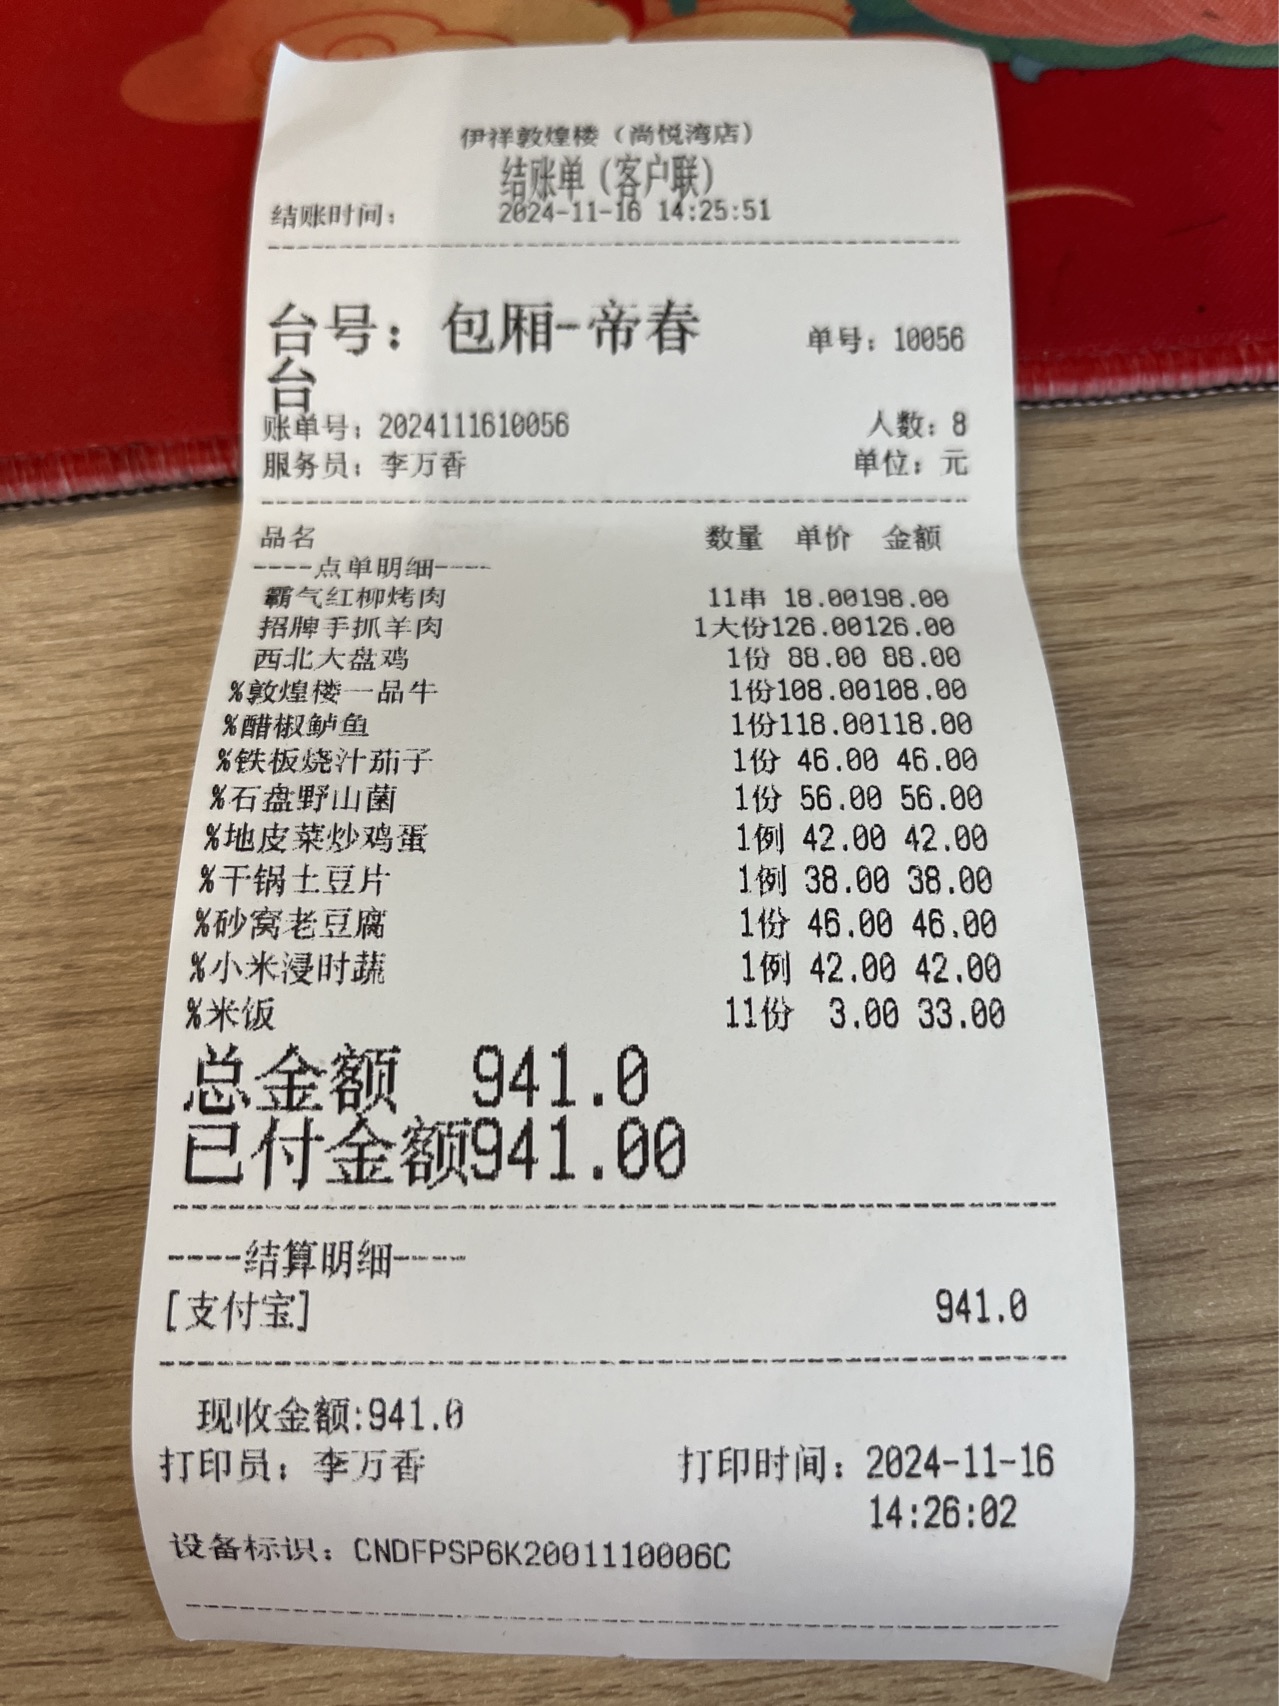 伊祥敦煌楼（尚悦湾店）
结账单（客户联）
结账时间： 2024-11-16 14:25:51
台号：包厢-帝春 单号：10056
台
账单号：2024111610056 人数：8
服务员：李万香 单位：元
品名 数量 单价 金额
----点单明细----
霸气红柳烤肉 11串 18.00198.00
招牌手抓羊肉 1大份126.00126.00
西北大盘鸡 1份 88.00 88.00
%敦煌楼一品牛 1份108.00108.00
%醋椒鲈鱼 1份118.00118.00
%铁板烧汁茄子 1份 46.00 46.00
%石盘野山菌 1份 56.00 56.00
%地皮菜炒鸡蛋 1例 42.00 42.00
%干锅土豆片 1例 38.00 38.00
%砂窝老豆腐 1份 46.00 46.00
%小米浸时蔬 1例 42.00 42.00
%米饭 11份 3.00 33.00
总金额 941.0
已付金额941.00
----结算明细----
[支付宝] 941.0
现收金额:941.0
打印员：李万香 打印时间：2024-11-16
14:26:02
设备标识：CNDFPSP6K2001110006C